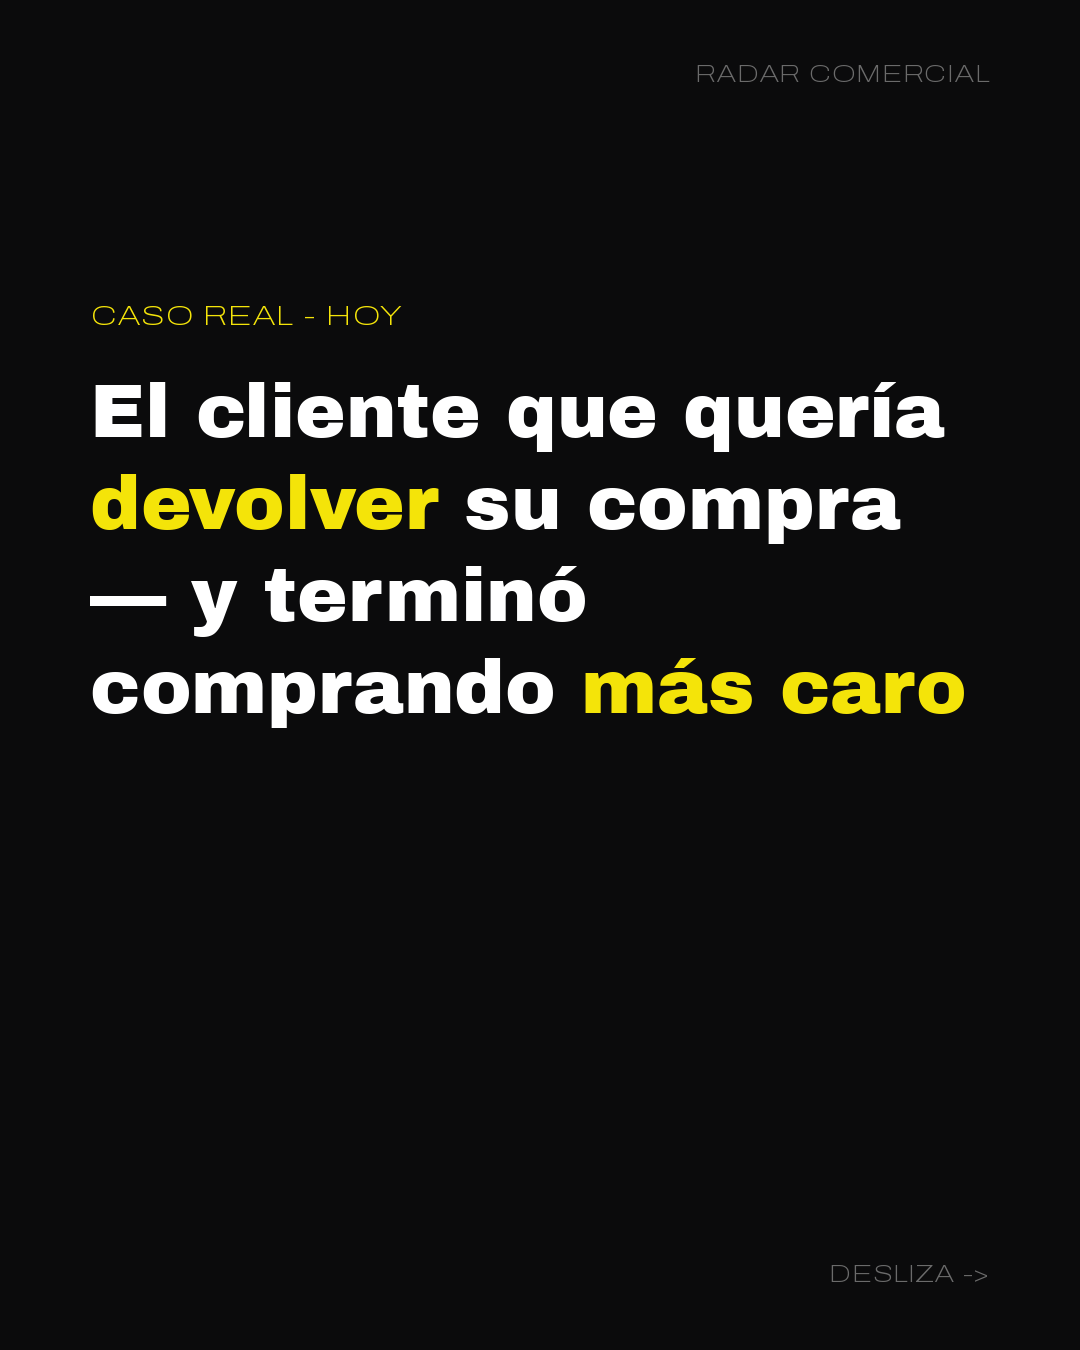 RADAR COMERCIAL
CASO REAL - HOY
El cliente que quería
devolver su compra
— y terminó
comprando más caro
DESLIZA ->